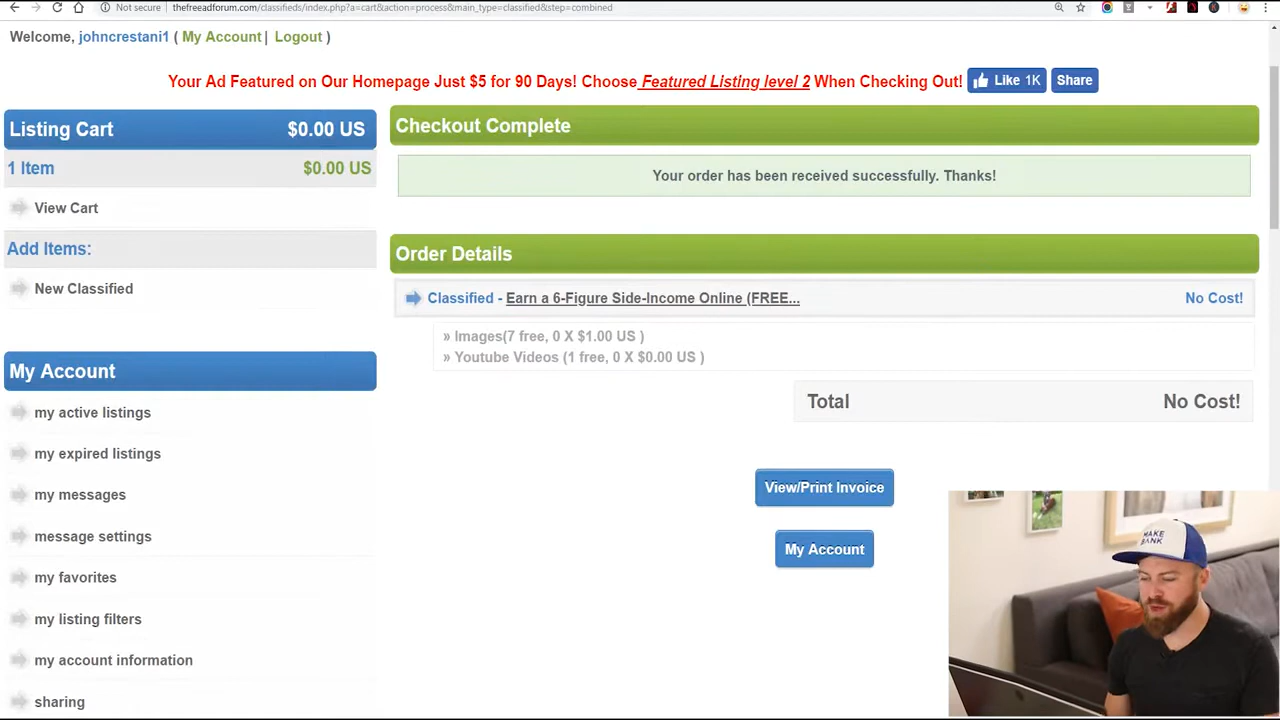 Not secure | thefreeadforum.com/classifieds/index.php?a=cart&action=process&main_type=classified&step=combined
Welcome, johncrestani1 ( My Account | Logout )
Your Ad Featured on Our Homepage Just $5 for 90 Days! Choose Featured Listing level 2 When Checking Out! Like 1K Share
Listing Cart $0.00 US
1 Item $0.00 US
View Cart
Add Items:
New Classified
My Account
my active listings
my expired listings
my messages
message settings
my favorites
my listing filters
my account information
sharing
Checkout Complete
Your order has been received successfully. Thanks!
Order Details
Classified - Earn a 6-Figure Side-Income Online (FREE... No Cost!
» Images(7 free, 0 X $1.00 US )
» Youtube Videos (1 free, 0 X $0.00 US )
Total No Cost!
View/Print Invoice
My Account
MAKE
BANK